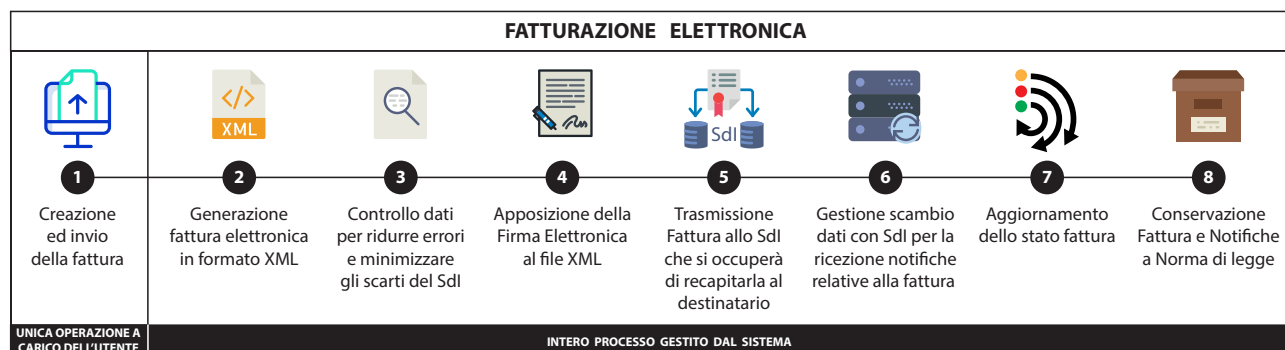 FATTURAZIONE ELETTRONICA
</>
XML
SdI
1
2
3
4
5
6
7
8
Creazione
ed invio
della fattura
Generazione
fattura elettronica
in formato XML
Controllo dati
per ridurre errori
e minimizzare
gli scarti del SdI
Apposizione della
Firma Elettronica
al file XML
Trasmissione
Fattura allo SdI
che si occuperà
di recapitarla al
destinatario
Gestione scambio
dati con SdI per la
ricezione notifiche
relative alla fattura
Aggiornamento
dello stato fattura
Conservazione
Fattura e Notifiche
a Norma di legge
UNICA OPERAZIONE A
CARICO DELL'UTENTE
INTERO PROCESSO GESTITO DAL SISTEMA